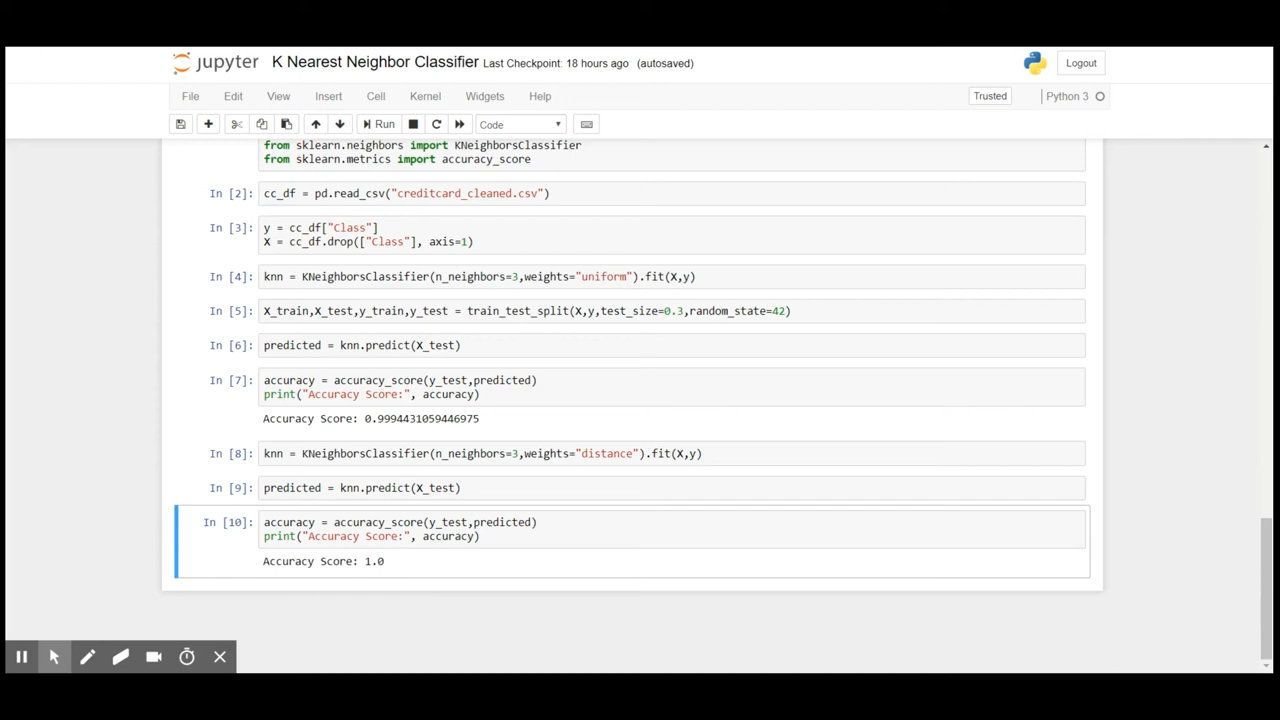 jupyter K Nearest Neighbor Classifier Last Checkpoint: 18 hours ago (autosaved) Logout
File Edit View Insert Cell Kernel Widgets Help Trusted Python 3
Run Code
from sklearn.neighbors import KNeighborsClassifier
from sklearn.metrics import accuracy_score
In [2]: cc_df = pd.read_csv("creditcard_cleaned.csv")
In [3]: y = cc_df["Class"]
X = cc_df.drop(["Class"], axis=1)
In [4]: knn = KNeighborsClassifier(n_neighbors=3,weights="uniform").fit(X,y)
In [5]: X_train,X_test,y_train,y_test = train_test_split(X,y,test_size=0.3,random_state=42)
In [6]: predicted = knn.predict(X_test)
In [7]: accuracy = accuracy_score(y_test,predicted)
print("Accuracy Score:", accuracy)
Accuracy Score: 0.9994431059446975
In [8]: knn = KNeighborsClassifier(n_neighbors=3,weights="distance").fit(X,y)
In [9]: predicted = knn.predict(X_test)
In [10]: accuracy = accuracy_score(y_test,predicted)
print("Accuracy Score:", accuracy)
Accuracy Score: 1.0